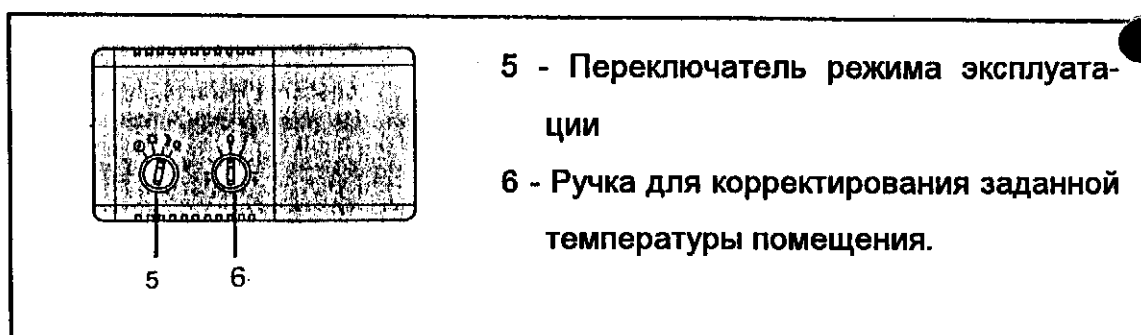 5 - Переключатель режима эксплуата-
ции
6 - Ручка для корректирования заданной
температуры помещения.
5 6